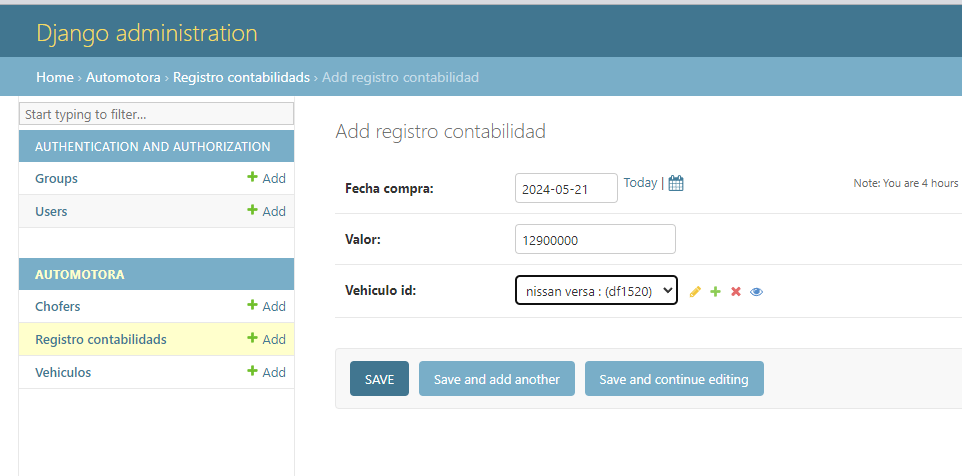 Django administration
Home › Automotora › Registro contabilidads › Add registro contabilidad
Start typing to filter...
AUTHENTICATION AND AUTHORIZATION
Groups + Add
Users + Add
AUTOMOTORA
Chofers + Add
Registro contabilidads + Add
Vehiculos + Add
Add registro contabilidad
Fecha compra: 2024-05-21 Today | Note: You are 4 hours
Valor: 12900000
Vehiculo id: nissan versa : (df1520)
SAVE Save and add another Save and continue editing